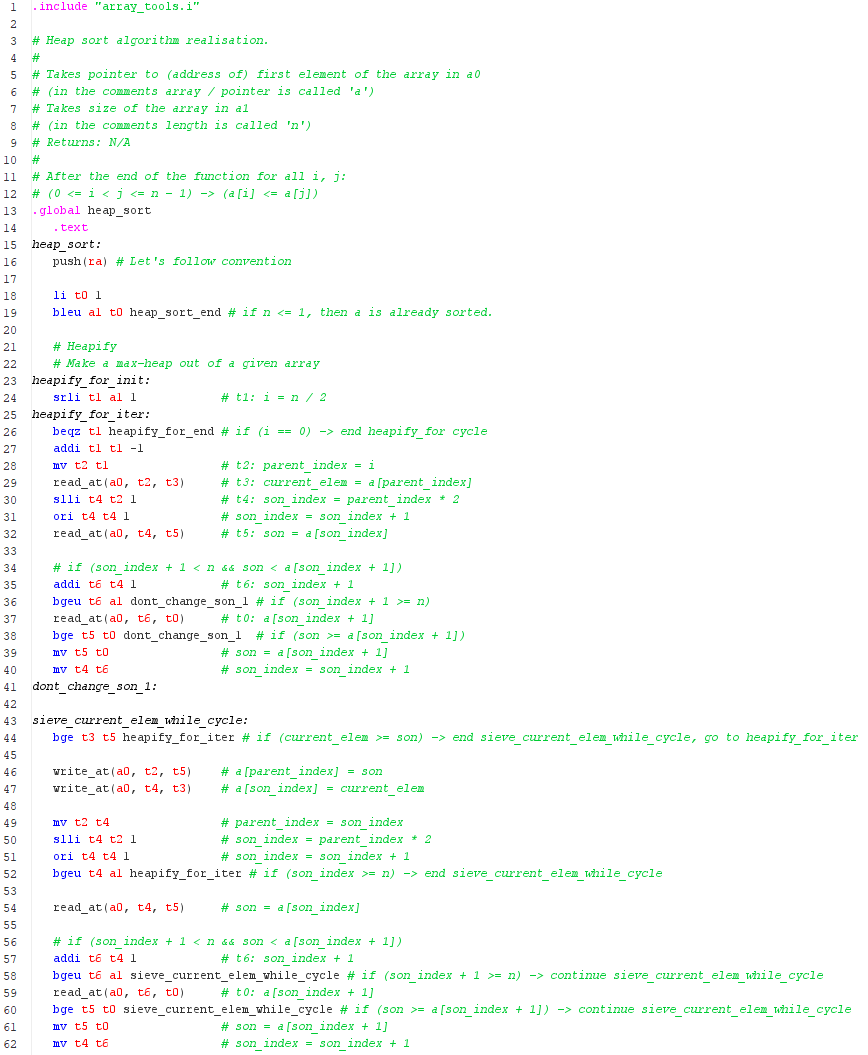 1 .include "array_tools.i"
2
3 # Heap sort algorithm realisation.
4 #
5 # Takes pointer to (address of) first element of the array in a0
6 # (in the comments array / pointer is called 'a')
7 # Takes size of the array in a1
8 # (in the comments length is called 'n')
9 # Returns: N/A
10 #
11 # After the end of the function for all i, j:
12 # (0 <= i < j <= n - 1) -> (a[i] <= a[j])
13 .global heap_sort
14 .text
15 heap_sort:
16 push(ra) # Let's follow convention
17
18 li t0 1
19 bleu a1 t0 heap_sort_end # if n <= 1, then a is already sorted.
20
21 # Heapify
22 # Make a max-heap out of a given array
23 heapify_for_init:
24 srli t1 a1 1 # t1: i = n / 2
25 heapify_for_iter:
26 beqz t1 heapify_for_end # if (i == 0) -> end heapify_for cycle
27 addi t1 t1 -1
28 mv t2 t1 # t2: parent_index = i
29 read_at(a0, t2, t3) # t3: current_elem = a[parent_index]
30 slli t4 t2 1 # t4: son_index = parent_index * 2
31 ori t4 t4 1 # son_index = son_index + 1
32 read_at(a0, t4, t5) # t5: son = a[son_index]
33
34 # if (son_index + 1 < n && son < a[son_index + 1])
35 addi t6 t4 1 # t6: son_index + 1
36 bgeu t6 a1 dont_change_son_1 # if (son_index + 1 >= n)
37 read_at(a0, t6, t0) # t0: a[son_index + 1]
38 bge t5 t0 dont_change_son_1 # if (son >= a[son_index + 1])
39 mv t5 t0 # son = a[son_index + 1]
40 mv t4 t6 # son_index = son_index + 1
41 dont_change_son_1:
42
43 sieve_current_elem_while_cycle:
44 bge t3 t5 heapify_for_iter # if (current_elem >= son) -> end sieve_current_elem_while_cycle, go to heapify_for_iter
45
46 write_at(a0, t2, t5) # a[parent_index] = son
47 write_at(a0, t4, t3) # a[son_index] = current_elem
48
49 mv t2 t4 # parent_index = son_index
50 slli t4 t2 1 # son_index = parent_index * 2
51 ori t4 t4 1 # son_index = son_index + 1
52 bgeu t4 a1 heapify_for_iter # if (son_index >= n) -> end sieve_current_elem_while_cycle
53
54 read_at(a0, t4, t5) # son = a[son_index]
55
56 # if (son_index + 1 < n && son < a[son_index + 1])
57 addi t6 t4 1 # t6: son_index + 1
58 bgeu t6 a1 sieve_current_elem_while_cycle # if (son_index + 1 >= n) -> continue sieve_current_elem_while_cycle
59 read_at(a0, t6, t0) # t0: a[son_index + 1]
60 bge t5 t0 sieve_current_elem_while_cycle # if (son >= a[son_index + 1]) -> continue sieve_current_elem_while_cycle
61 mv t5 t0 # son = a[son_index + 1]
62 mv t4 t6 # son_index = son_index + 1